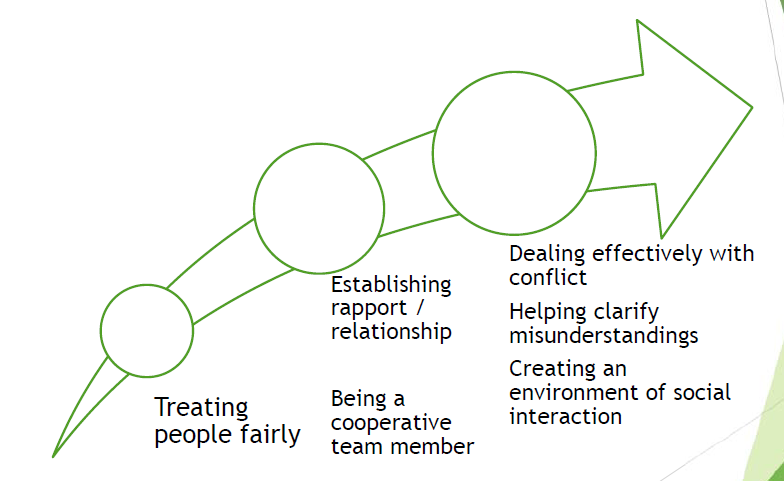 Treating
people fairly
Establishing
rapport /
relationship
Being a
cooperative
team member
Dealing effectively with
conflict
Helping clarify
misunderstandings
Creating an
environment of social
interaction